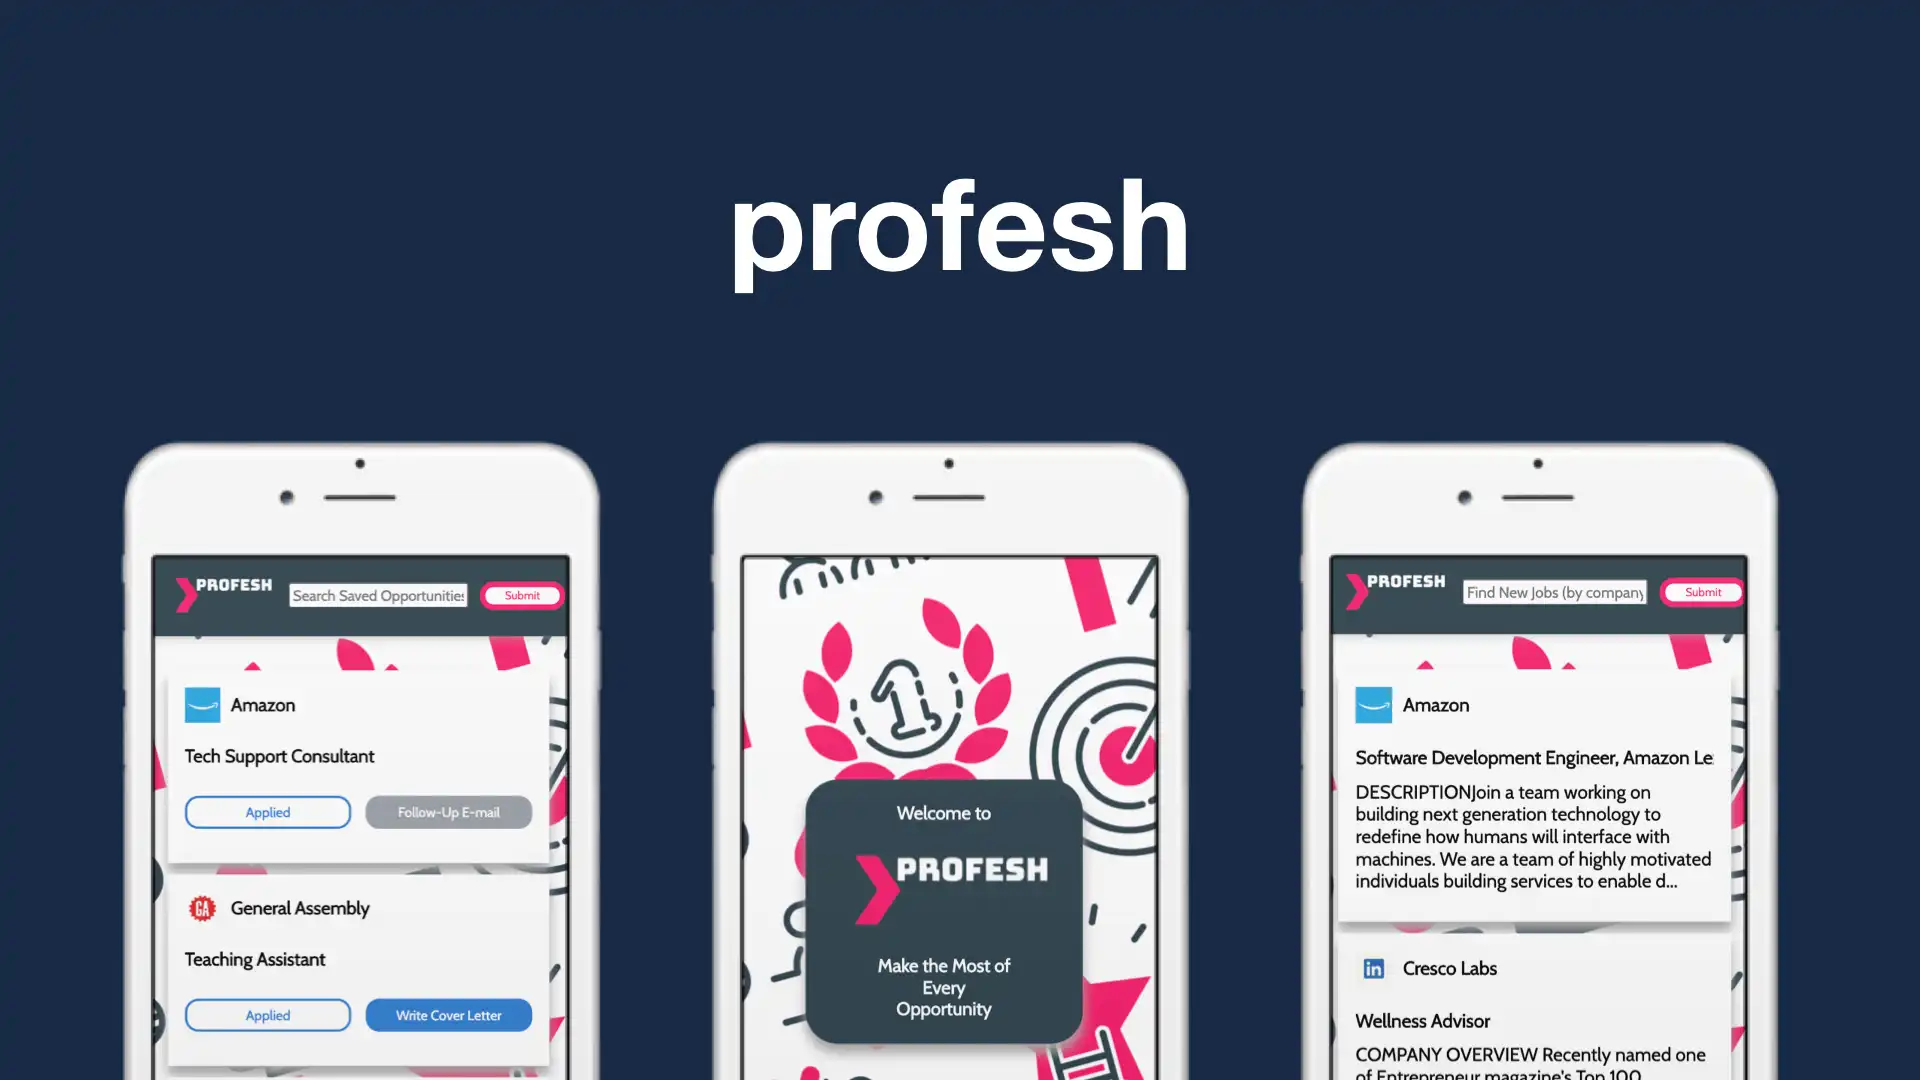 profesh
PROFESH
Search Saved Opportunities
Submit
Amazon
Tech Support Consultant
Applied
Follow-Up E-mail
GA
General Assembly
Teaching Assistant
Applied
Write Cover Letter
1
Welcome to
PROFESH
Make the Most of
Every
Opportunity
PROFESH
Find New Jobs (by company
Submit
Amazon
Software Development Engineer, Amazon Le
DESCRIPTIONJoin a team working on
building next generation technology to
redefine how humans will interface with
machines. We are a team of highly motivated
individuals building services to enable d...
in
Cresco Labs
Wellness Advisor
COMPANY OVERVIEW Recently named one
of Entrepreneur magazine's Top 100